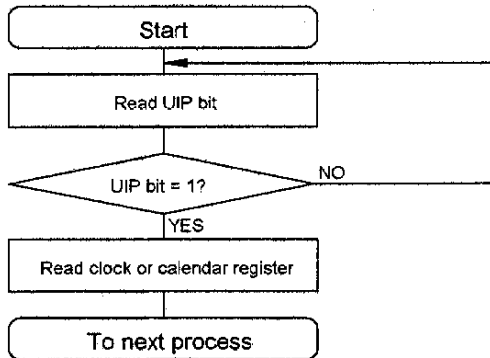 Start
Read UIP bit
UIP bit = 1?
NO
YES
Read clock or calendar register
To next process